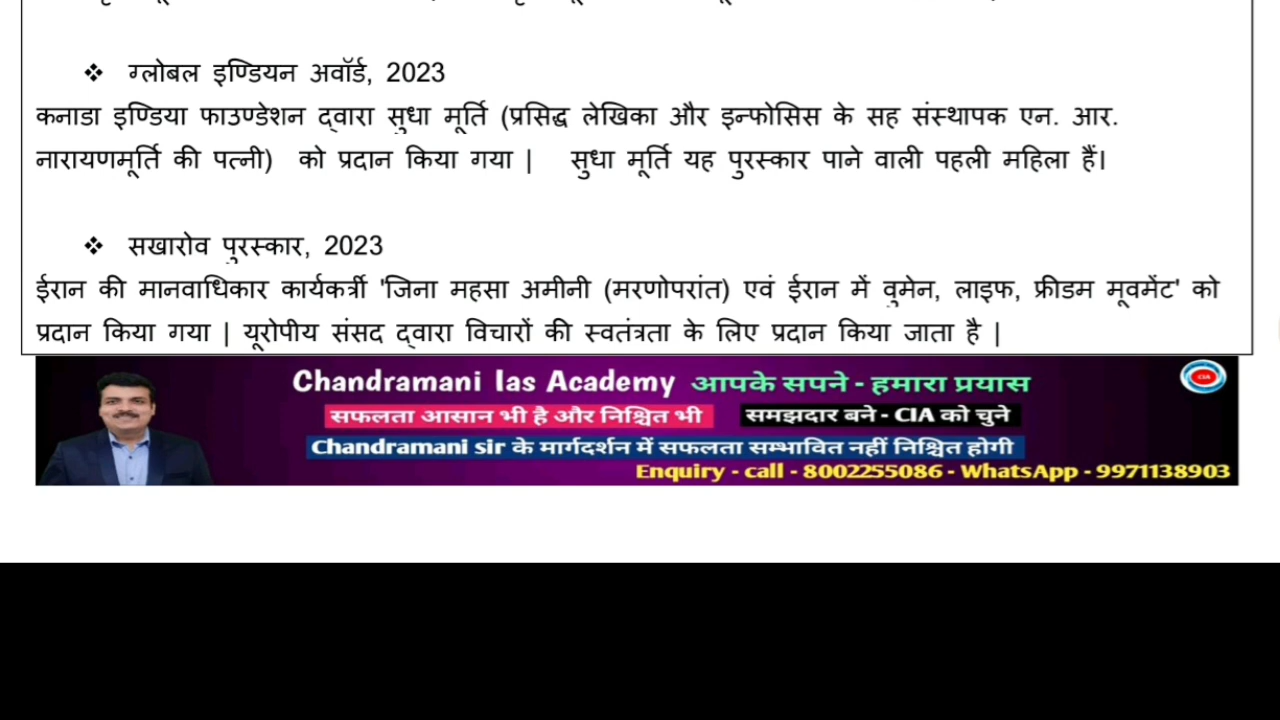 ❖ ग्लोबल इण्डियन अवॉर्ड, 2023
कनाडा इण्डिया फाउण्डेशन द्वारा सुधा मूर्ति (प्रसिद्ध लेखिका और इन्फोसिस के सह संस्थापक एन. आर.
नारायणमूर्ति की पत्नी) को प्रदान किया गया | सुधा मूर्ति यह पुरस्कार पाने वाली पहली महिला हैं।
❖ सखारोव पुरस्कार, 2023
ईरान की मानवाधिकार कार्यकर्त्री 'जिना महसा अमीनी (मरणोपरांत) एवं ईरान में वुमेन, लाइफ, फ्रीडम मूवमेंट' को
प्रदान किया गया | यूरोपीय संसद द्वारा विचारों की स्वतंत्रता के लिए प्रदान किया जाता है |
Chandramani Ias Academy आपके सपने - हमारा प्रयास
CIA
सफलता आसान भी है और निश्चित भी समझदार बने - CIA को चुने
Chandramani sir के मार्गदर्शन में सफलता सम्भावित नहीं निश्चित होगी
Enquiry - call - 8002255086 - WhatsApp - 9971138903